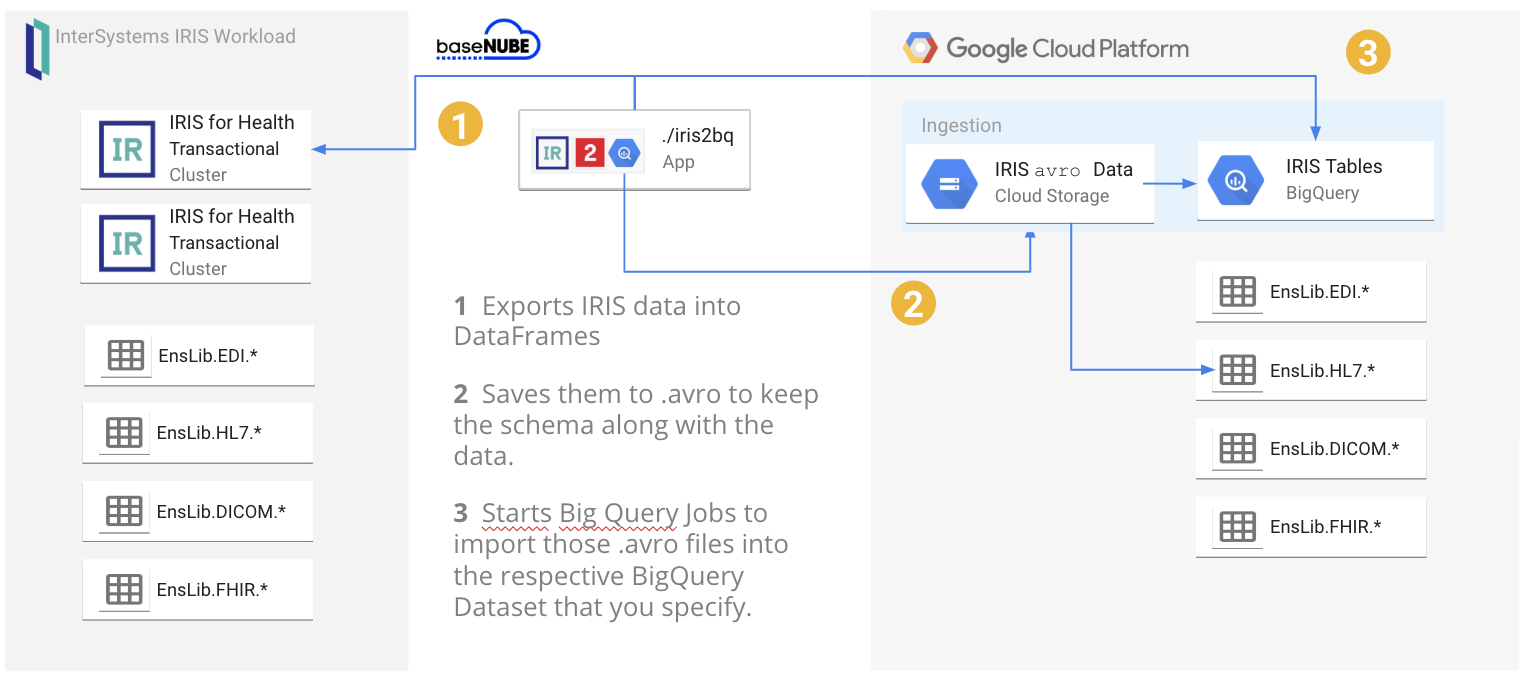 InterSystems IRIS Workload
IRIS for Health
Transactional
Cluster
IR
IRIS for Health
Transactional
Cluster
IR
EnsLib.EDI.*
EnsLib.HL7.*
EnsLib.DICOM.*
EnsLib.FHIR.*
baseNUBE
1
IR 2
./iris2bq
App
1 Exports IRIS data into
DataFrames
2 Saves them to .avro to keep
the schema along with the
data.
3 Starts Big Query Jobs to
import those .avro files into
the respective BigQuery
Dataset that you specify.
2
Google Cloud Platform
3
Ingestion
IRIS avro Data
Cloud Storage
IRIS Tables
BigQuery
EnsLib.EDI.*
EnsLib.HL7.*
EnsLib.DICOM.*
EnsLib.FHIR.*